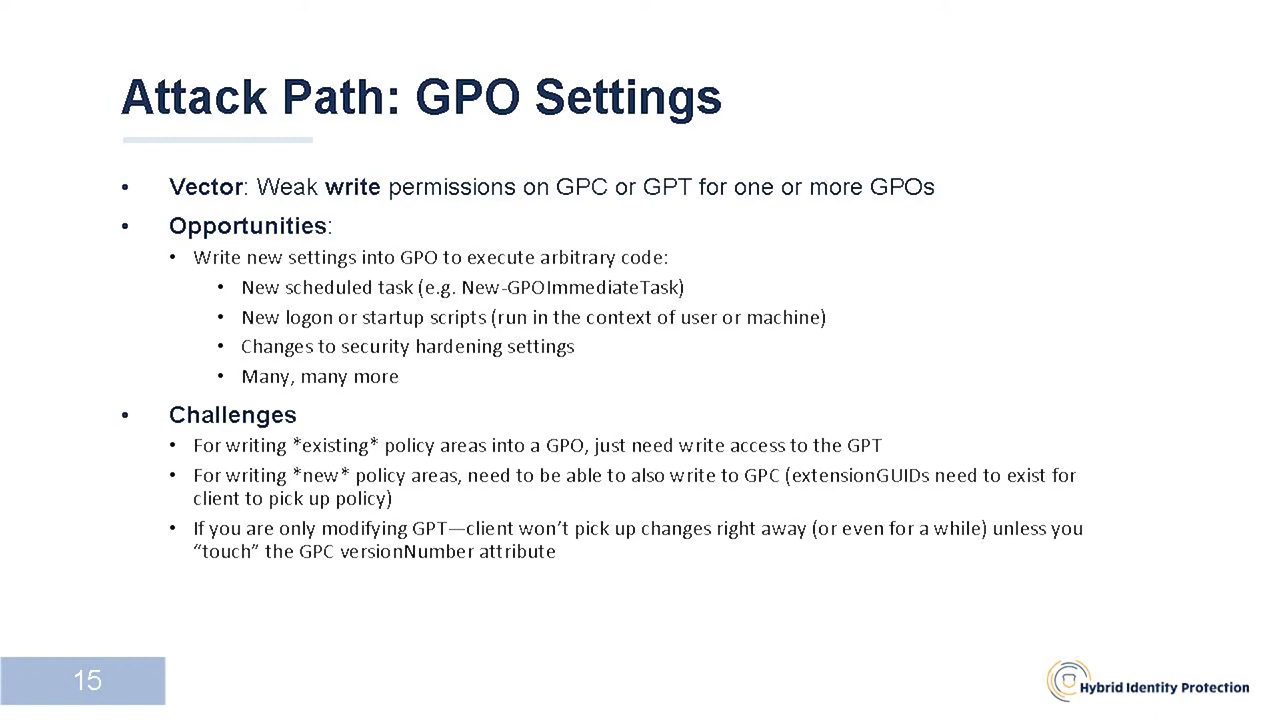 Attack Path: GPO Settings
• Vector: Weak write permissions on GPC or GPT for one or more GPOs
• Opportunities:
• Write new settings into GPO to execute arbitrary code:
• New scheduled task (e.g. New-GPOImmediateTask)
• New logon or startup scripts (run in the context of user or machine)
• Changes to security hardening settings
• Many, many more
• Challenges
• For writing *existing* policy areas into a GPO, just need write access to the GPT
• For writing *new* policy areas, need to be able to also write to GPC (extensionGUIDs need to exist for
client to pick up policy)
• If you are only modifying GPT—client won’t pick up changes right away (or even for a while) unless you
“touch” the GPC versionNumber attribute
15
Hybrid Identity Protection